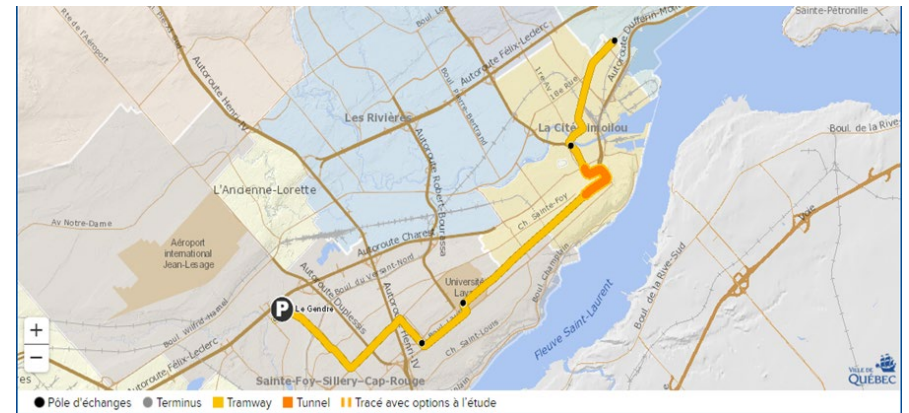 Rte de l'Aéroport
Autoroute Henri-IV
Autoroute Félix-Leclerc
Boul. Pierre-Bertrand
1re
18e Rue
Sainte-Pétronille
Les Rivières
La Cité-Limoilou
Boul. de la Rive
L'Ancienne-Lorette
Autoroute Robert-Bourassa
Ch. Sainte-Foy
Av Notre-Dame
Aéroport
international
Jean-Lesage
Autoroute Charest
Boul. du Versant-Nord
Université
Boul. Champlain
Boul. de la Rive-Sud
Autoroute Duplessis
Autoroute Henri-IV
P
Le Gendre
Boul. Wilfrid-Hamel
Ch. Saint-Louis
Fleuve Saint-Laurent
+
−
Autoroute Félix-Leclerc
Sainte-Foy–Sillery–Cap-Rouge
VILLE DE
QUÉBEC
Pôle d'échanges Terminus Tramway Tunnel Tracé avec options à l'étude